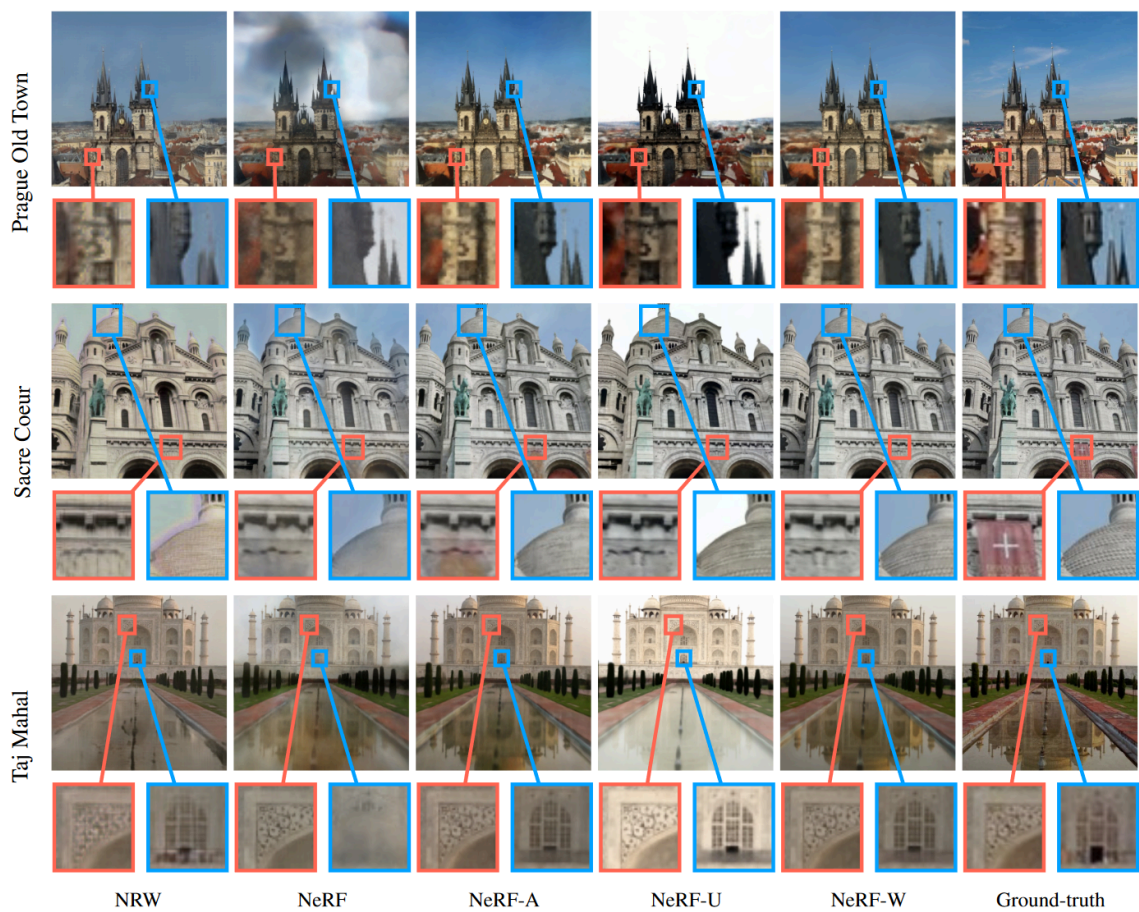 Prague Old Town
Sacre Coeur
Taj Mahal
NRW
NeRF
NeRF-A
NeRF-U
NeRF-W
Ground-truth